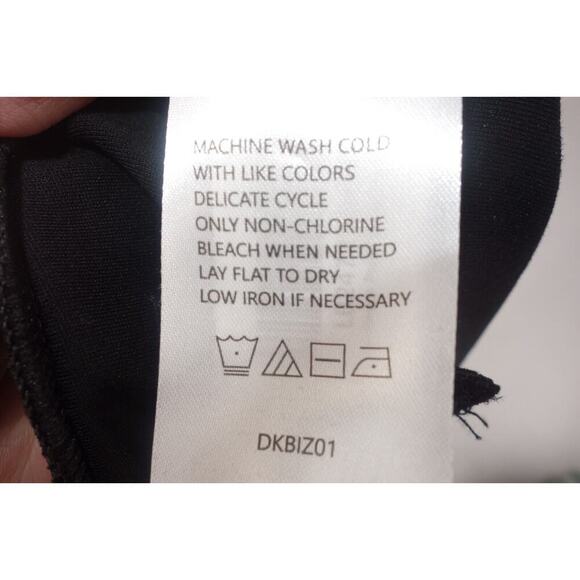 MACHINE WASH COLD
WITH LIKE COLORS
DELICATE CYCLE
ONLY NON-CHLORINE
BLEACH WHEN NEEDED
LAY FLAT TO DRY
LOW IRON IF NECESSARY
DKBIZ01